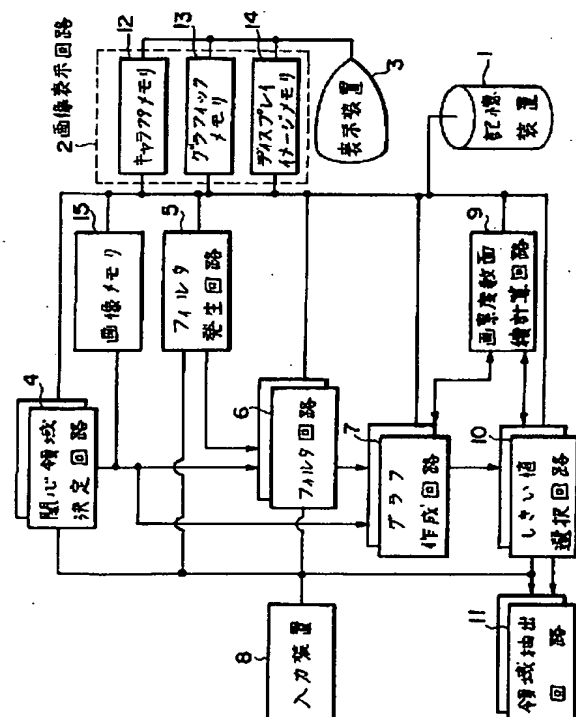 2画像表示回路
12
キャラクタメモリ
13
グラフィック
メモリ
14
ディスプレイ
イメージメモリ
3
表示装置
1
記憶
装置
15
画像メモリ
5
フィルタ
発生回路
9
画素度数面
積計算回路
4
関心領域
決定回路
6
フィルタ回路
7
グラフ
作成回路
10
しきい値
選択回路
8
入力装置
11
領域抽出
回路